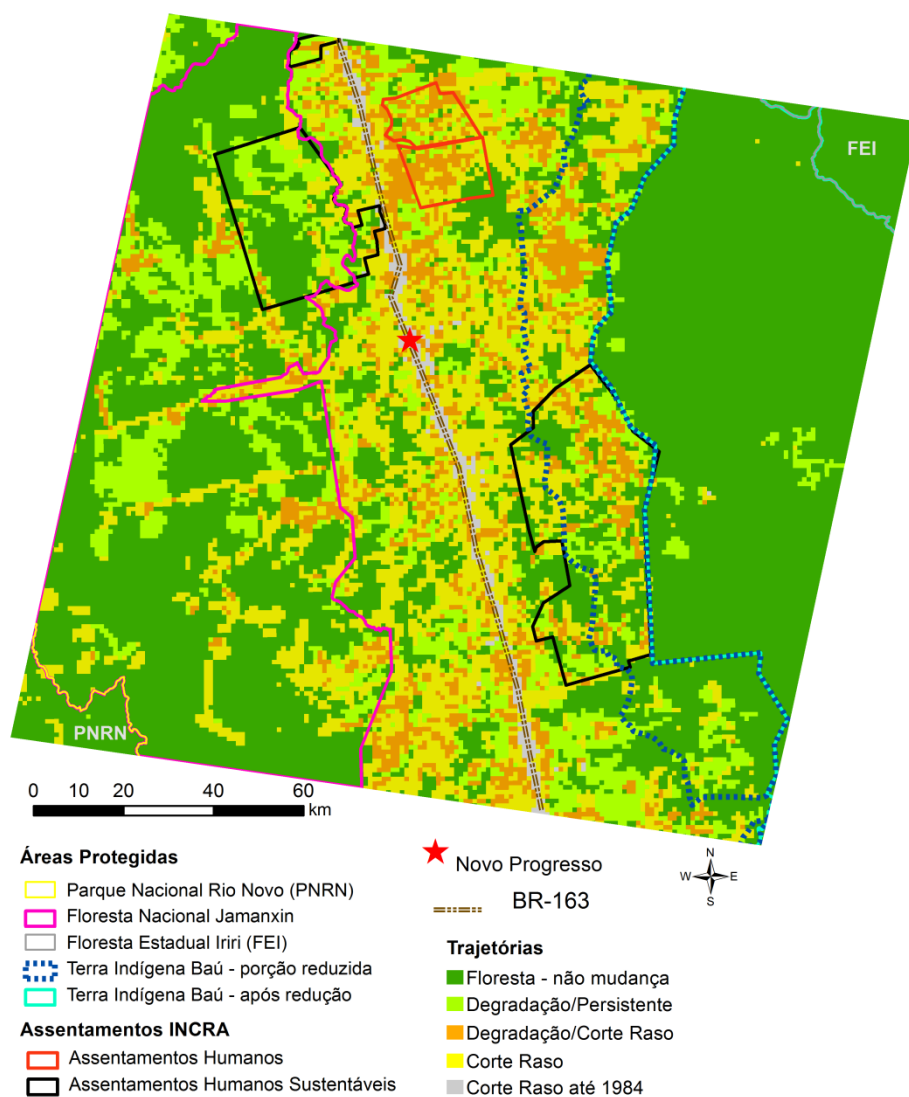 FEI
PNRN
0 10 20 40 60
km
Áreas Protegidas
Parque Nacional Rio Novo (PNRN)
Floresta Nacional Jamanxin
Floresta Estadual Iriri (FEI)
Terra Indígena Baú - porção reduzida
Terra Indígena Baú - após redução
Assentamentos INCRA
Assentamentos Humanos
Assentamentos Humanos Sustentáveis
Novo Progresso
BR-163
N
W E
S
Trajetórias
Floresta - não mudança
Degradação/Persistente
Degradação/Corte Raso
Corte Raso
Corte Raso até 1984